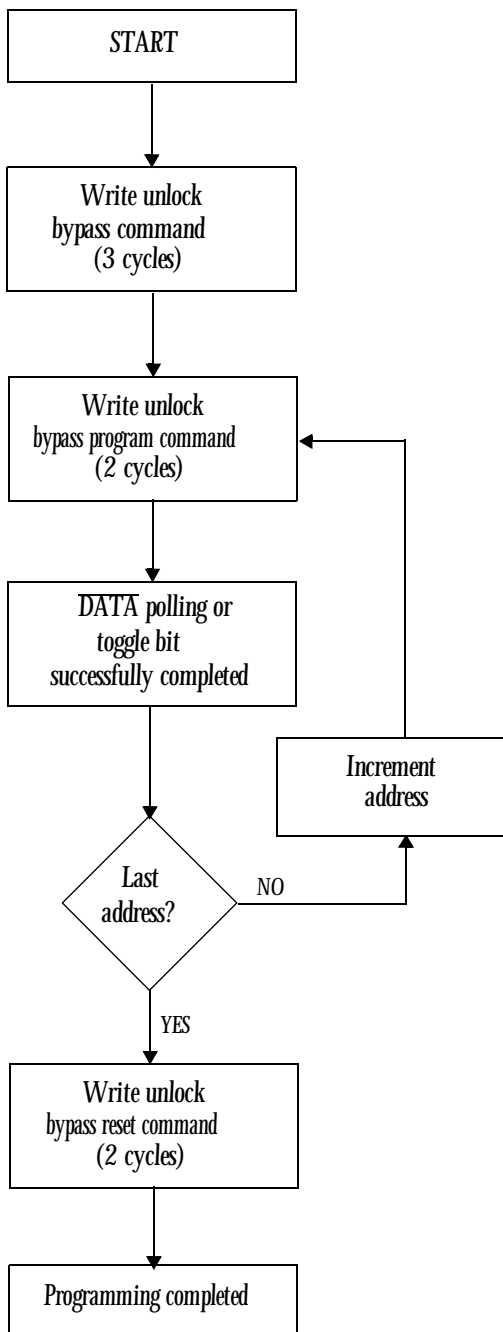 START
Write unlock
bypass command
(3 cycles)
Write unlock
bypass program command
(2 cycles)
D̅A̅T̅A̅ polling or
toggle bit
successfully completed
Increment
address
Last
address?
NO
YES
Write unlock
bypass reset command
(2 cycles)
Programming completed